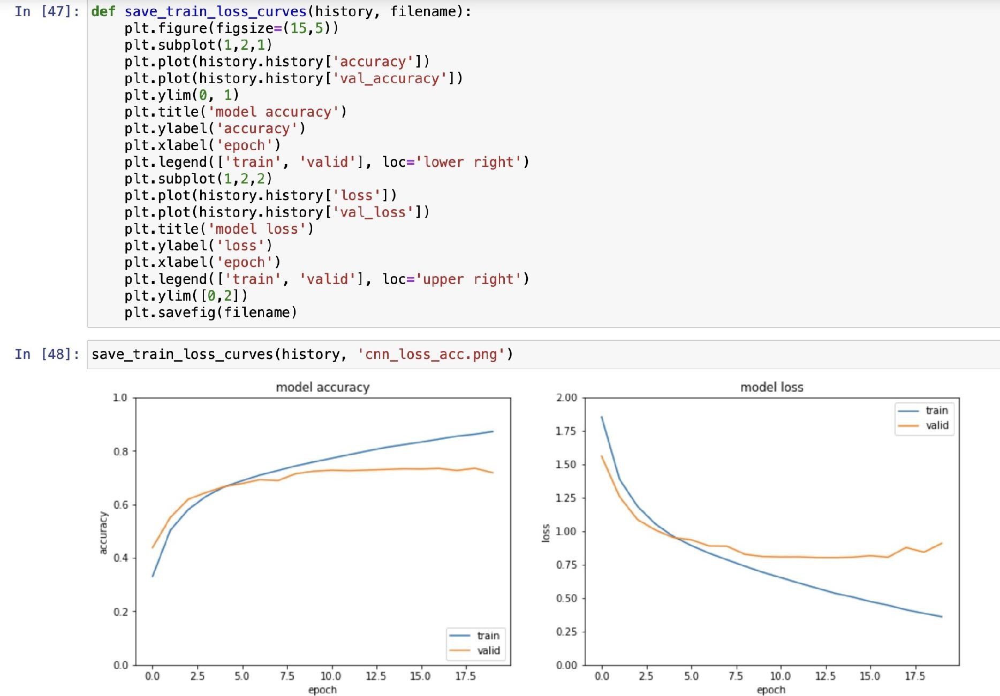 In [47]: def save_train_loss_curves(history, filename):
    plt.figure(figsize=(15,5))
    plt.subplot(1,2,1)
    plt.plot(history.history['accuracy'])
    plt.plot(history.history['val_accuracy'])
    plt.ylim(0, 1)
    plt.title('model accuracy')
    plt.ylabel('accuracy')
    plt.xlabel('epoch')
    plt.legend(['train', 'valid'], loc='lower right')
    plt.subplot(1,2,2)
    plt.plot(history.history['loss'])
    plt.plot(history.history['val_loss'])
    plt.title('model loss')
    plt.ylabel('loss')
    plt.xlabel('epoch')
    plt.legend(['train', 'valid'], loc='upper right')
    plt.ylim([0,2])
    plt.savefig(filename)
In [48]: save_train_loss_curves(history, 'cnn_loss_acc.png')
model accuracy
1.0
0.8
0.6
0.4
0.2
0.0
accuracy
train
valid
0.0 2.5 5.0 7.5 10.0 12.5 15.0 17.5
epoch
model loss
2.00
1.75
1.50
1.25
1.00
0.75
0.50
0.25
0.00
loss
train
valid
0.0 2.5 5.0 7.5 10.0 12.5 15.0 17.5
epoch